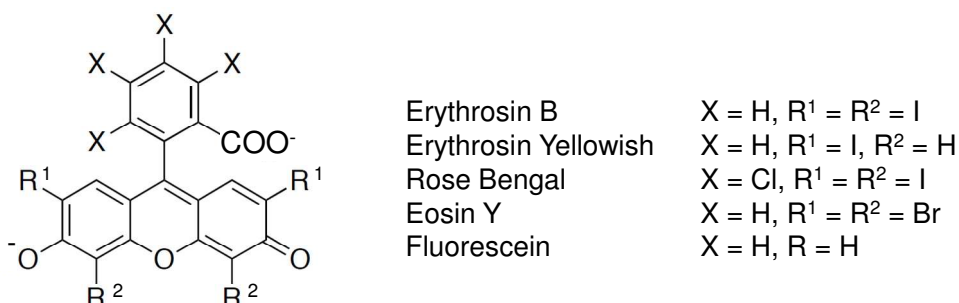 X
X X
X COO⁻
R¹ R¹
⁻O O O
R² R²
Erythrosin B X = H, R¹ = R² = I
Erythrosin Yellowish X = H, R¹ = I, R² = H
Rose Bengal X = Cl, R¹ = R² = I
Eosin Y X = H, R¹ = R² = Br
Fluorescein X = H, R = H